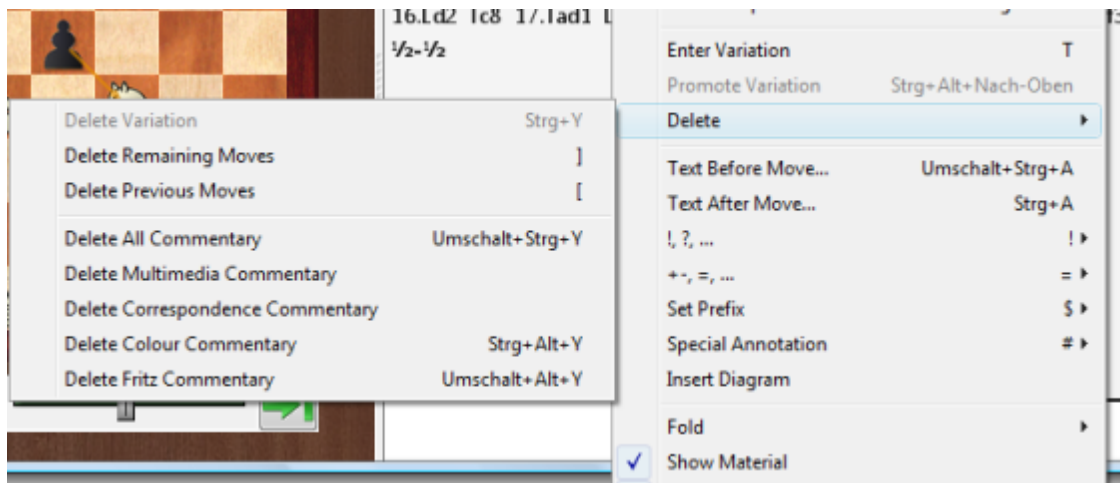 16.Ld2 Tc8 17.Tad1
½-½
Enter Variation T
Promote Variation Strg+Alt+Nach-Oben
Delete
Text Before Move... Umschalt+Strg+A
Text After Move... Strg+A
!, ?, ... !
+-, =, ... =
Set Prefix $
Special Annotation #
Insert Diagram
Fold
Show Material
Delete Variation Strg+Y
Delete Remaining Moves ]
Delete Previous Moves [
Delete All Commentary Umschalt+Strg+Y
Delete Multimedia Commentary
Delete Correspondence Commentary
Delete Colour Commentary Strg+Alt+Y
Delete Fritz Commentary Umschalt+Alt+Y